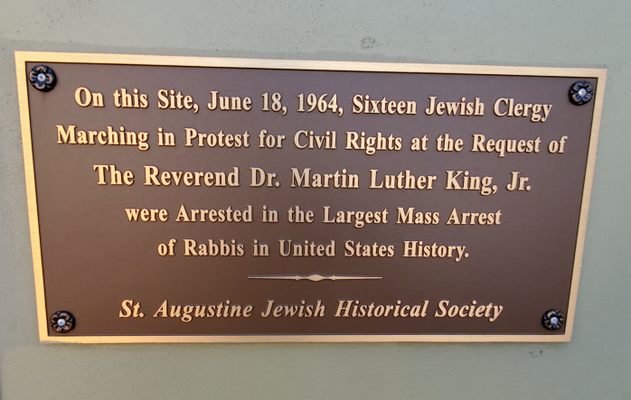 On this Site, June 18, 1964, Sixteen Jewish Clergy
Marching in Protest for Civil Rights at the Request of
The Reverend Dr. Martin Luther King, Jr.
were Arrested in the Largest Mass Arrest
of Rabbis in United States History.
St. Augustine Jewish Historical Society